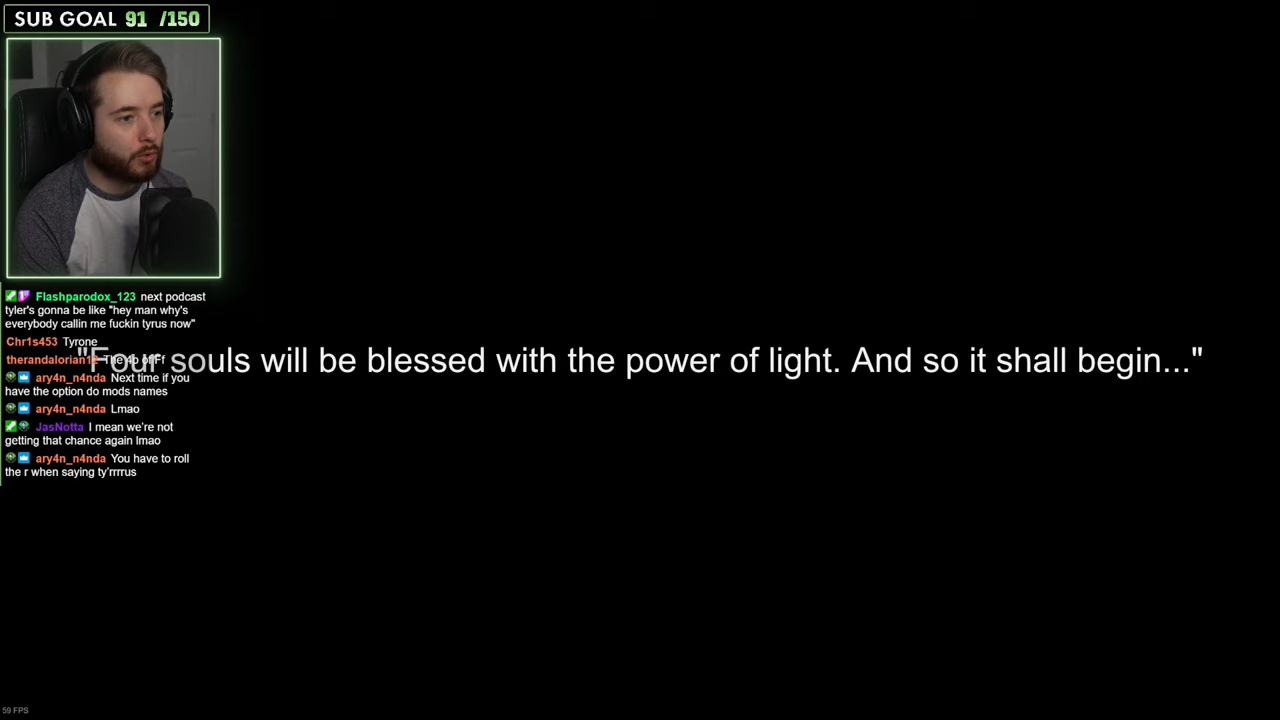 SUB GOAL 91 /150
Flashparodox_123 next podcast
tyler's gonna be like "hey man why's
everybody callin me fuckin tyrus now"
Chr1s453 Tyrone
"Four souls will be blessed with the power of light. And so it shall begin..."
ary4n_n4nda Next time if you
have the option do mods names
ary4n_n4nda Lmao
JasNotta I mean we're not
getting that chance again lmao
ary4n_n4nda You have to roll
the r when saying ty'rrrrus
59 FPS